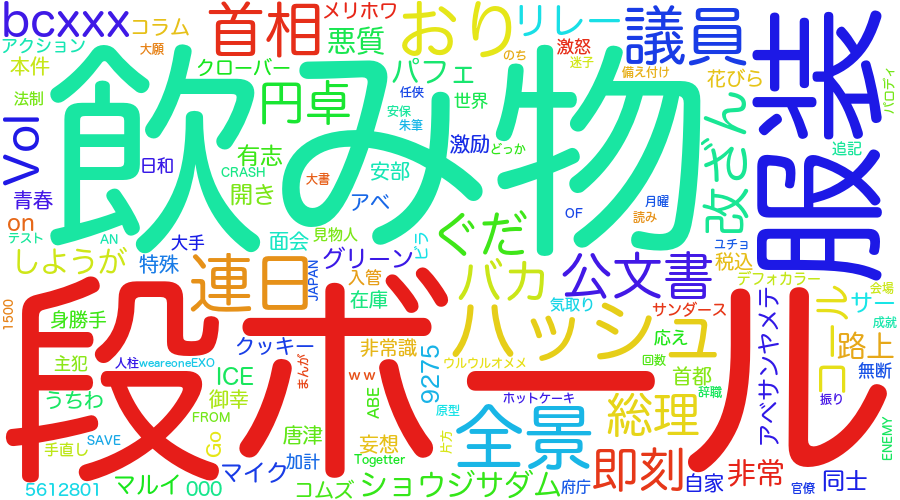 bcxxx
コラム
首相
メリホワ
おり
リレー
議員
服装
アクション
大願
悪質
激怒
のち
迷子
備え付け
花びら
パロディ
本件
クローバー
パフェ
法制
飲み物
円卓
任侠
世界
安保
朱筆
Vol
日和
有志
激励
どっか
改ざん
追記
CRASH
安部
青春
開き
大書
アベ
OF
月曜
読み
on
テスト
AN
大手
面会
見物人
ピラ
ぐだ
ユチョ
しようが
特殊
JAPAN
グリーン
入管
バカ
公文書
税込
デフォカラー
会場
連日
在庫
気取り
サンダース
アベサンヤメテ
コール
サー
成就
1500
段ボール
身勝手
ハッシュ
応え
路上
主犯
人柱
weareoneEXO
クッキー
非常識
ウルウルオメメ
回数
首都
無断
まんが
ww
9275
うちわ
ICE
御幸
ABE
原型
ホットケーキ
辞職
振り
FROM
全景
総理
手直し
SAVE
Go
唐津
妄想
片方
ENEMY
マルイ
マイク
加計
Togetter
即刻
非常
5612801
000
コムズ
ショウジサダム
府庁
自家
官僚
同士